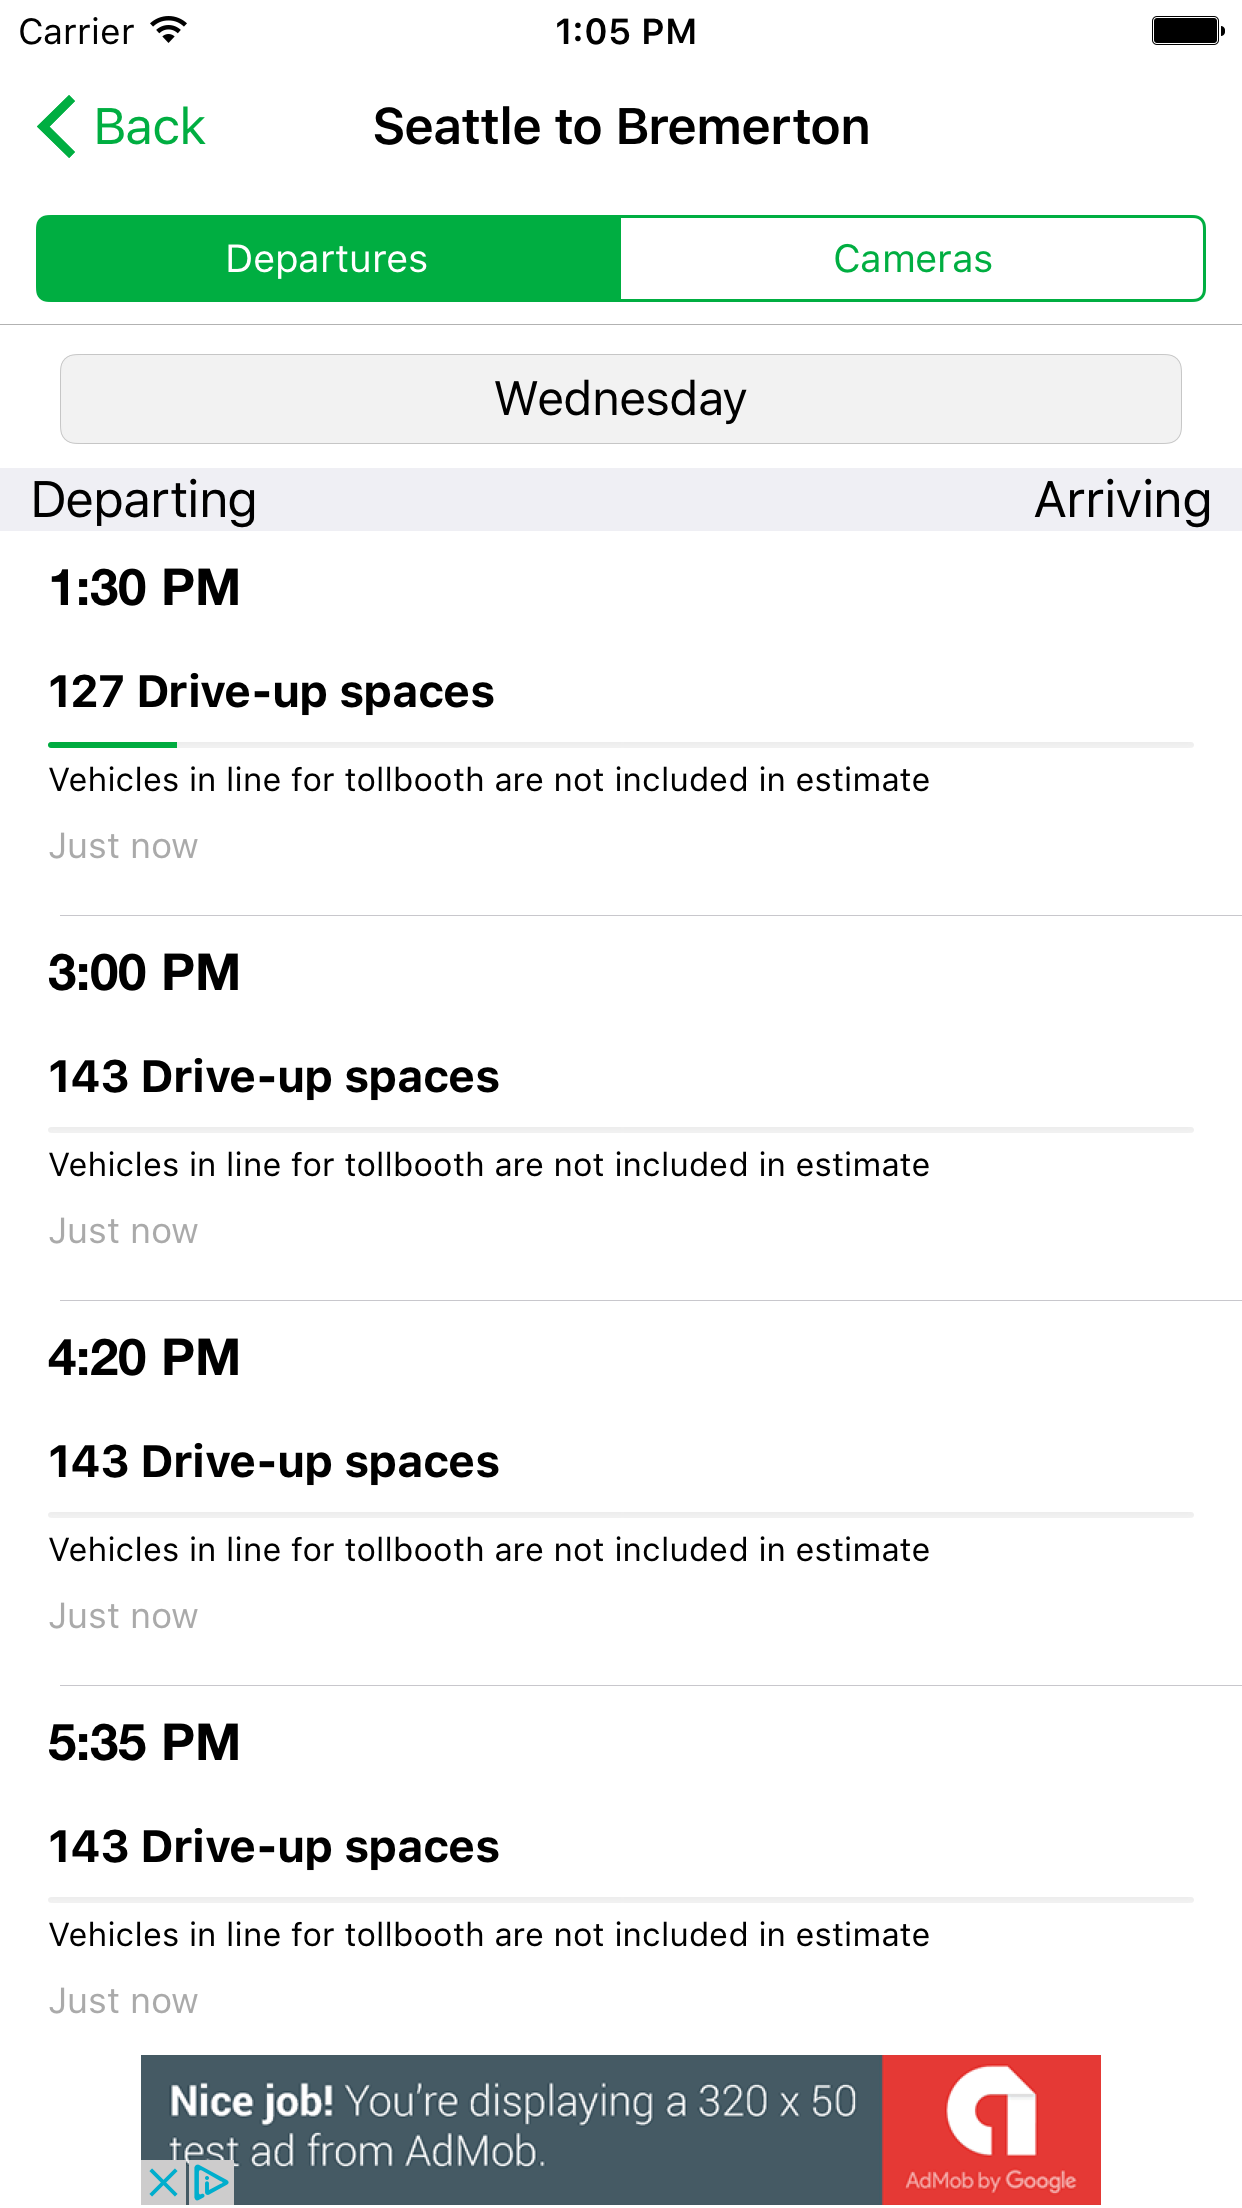 Carrier 1:05 PM
Back Seattle to Bremerton
Departures Cameras
Wednesday
Departing Arriving
1:30 PM
127 Drive-up spaces
Vehicles in line for tollbooth are not included in estimate
Just now
3:00 PM
143 Drive-up spaces
Vehicles in line for tollbooth are not included in estimate
Just now
4:20 PM
143 Drive-up spaces
Vehicles in line for tollbooth are not included in estimate
Just now
5:35 PM
143 Drive-up spaces
Vehicles in line for tollbooth are not included in estimate
Just now
Nice job! You're displaying a 320 x 50
test ad from AdMob.
AdMob by Google